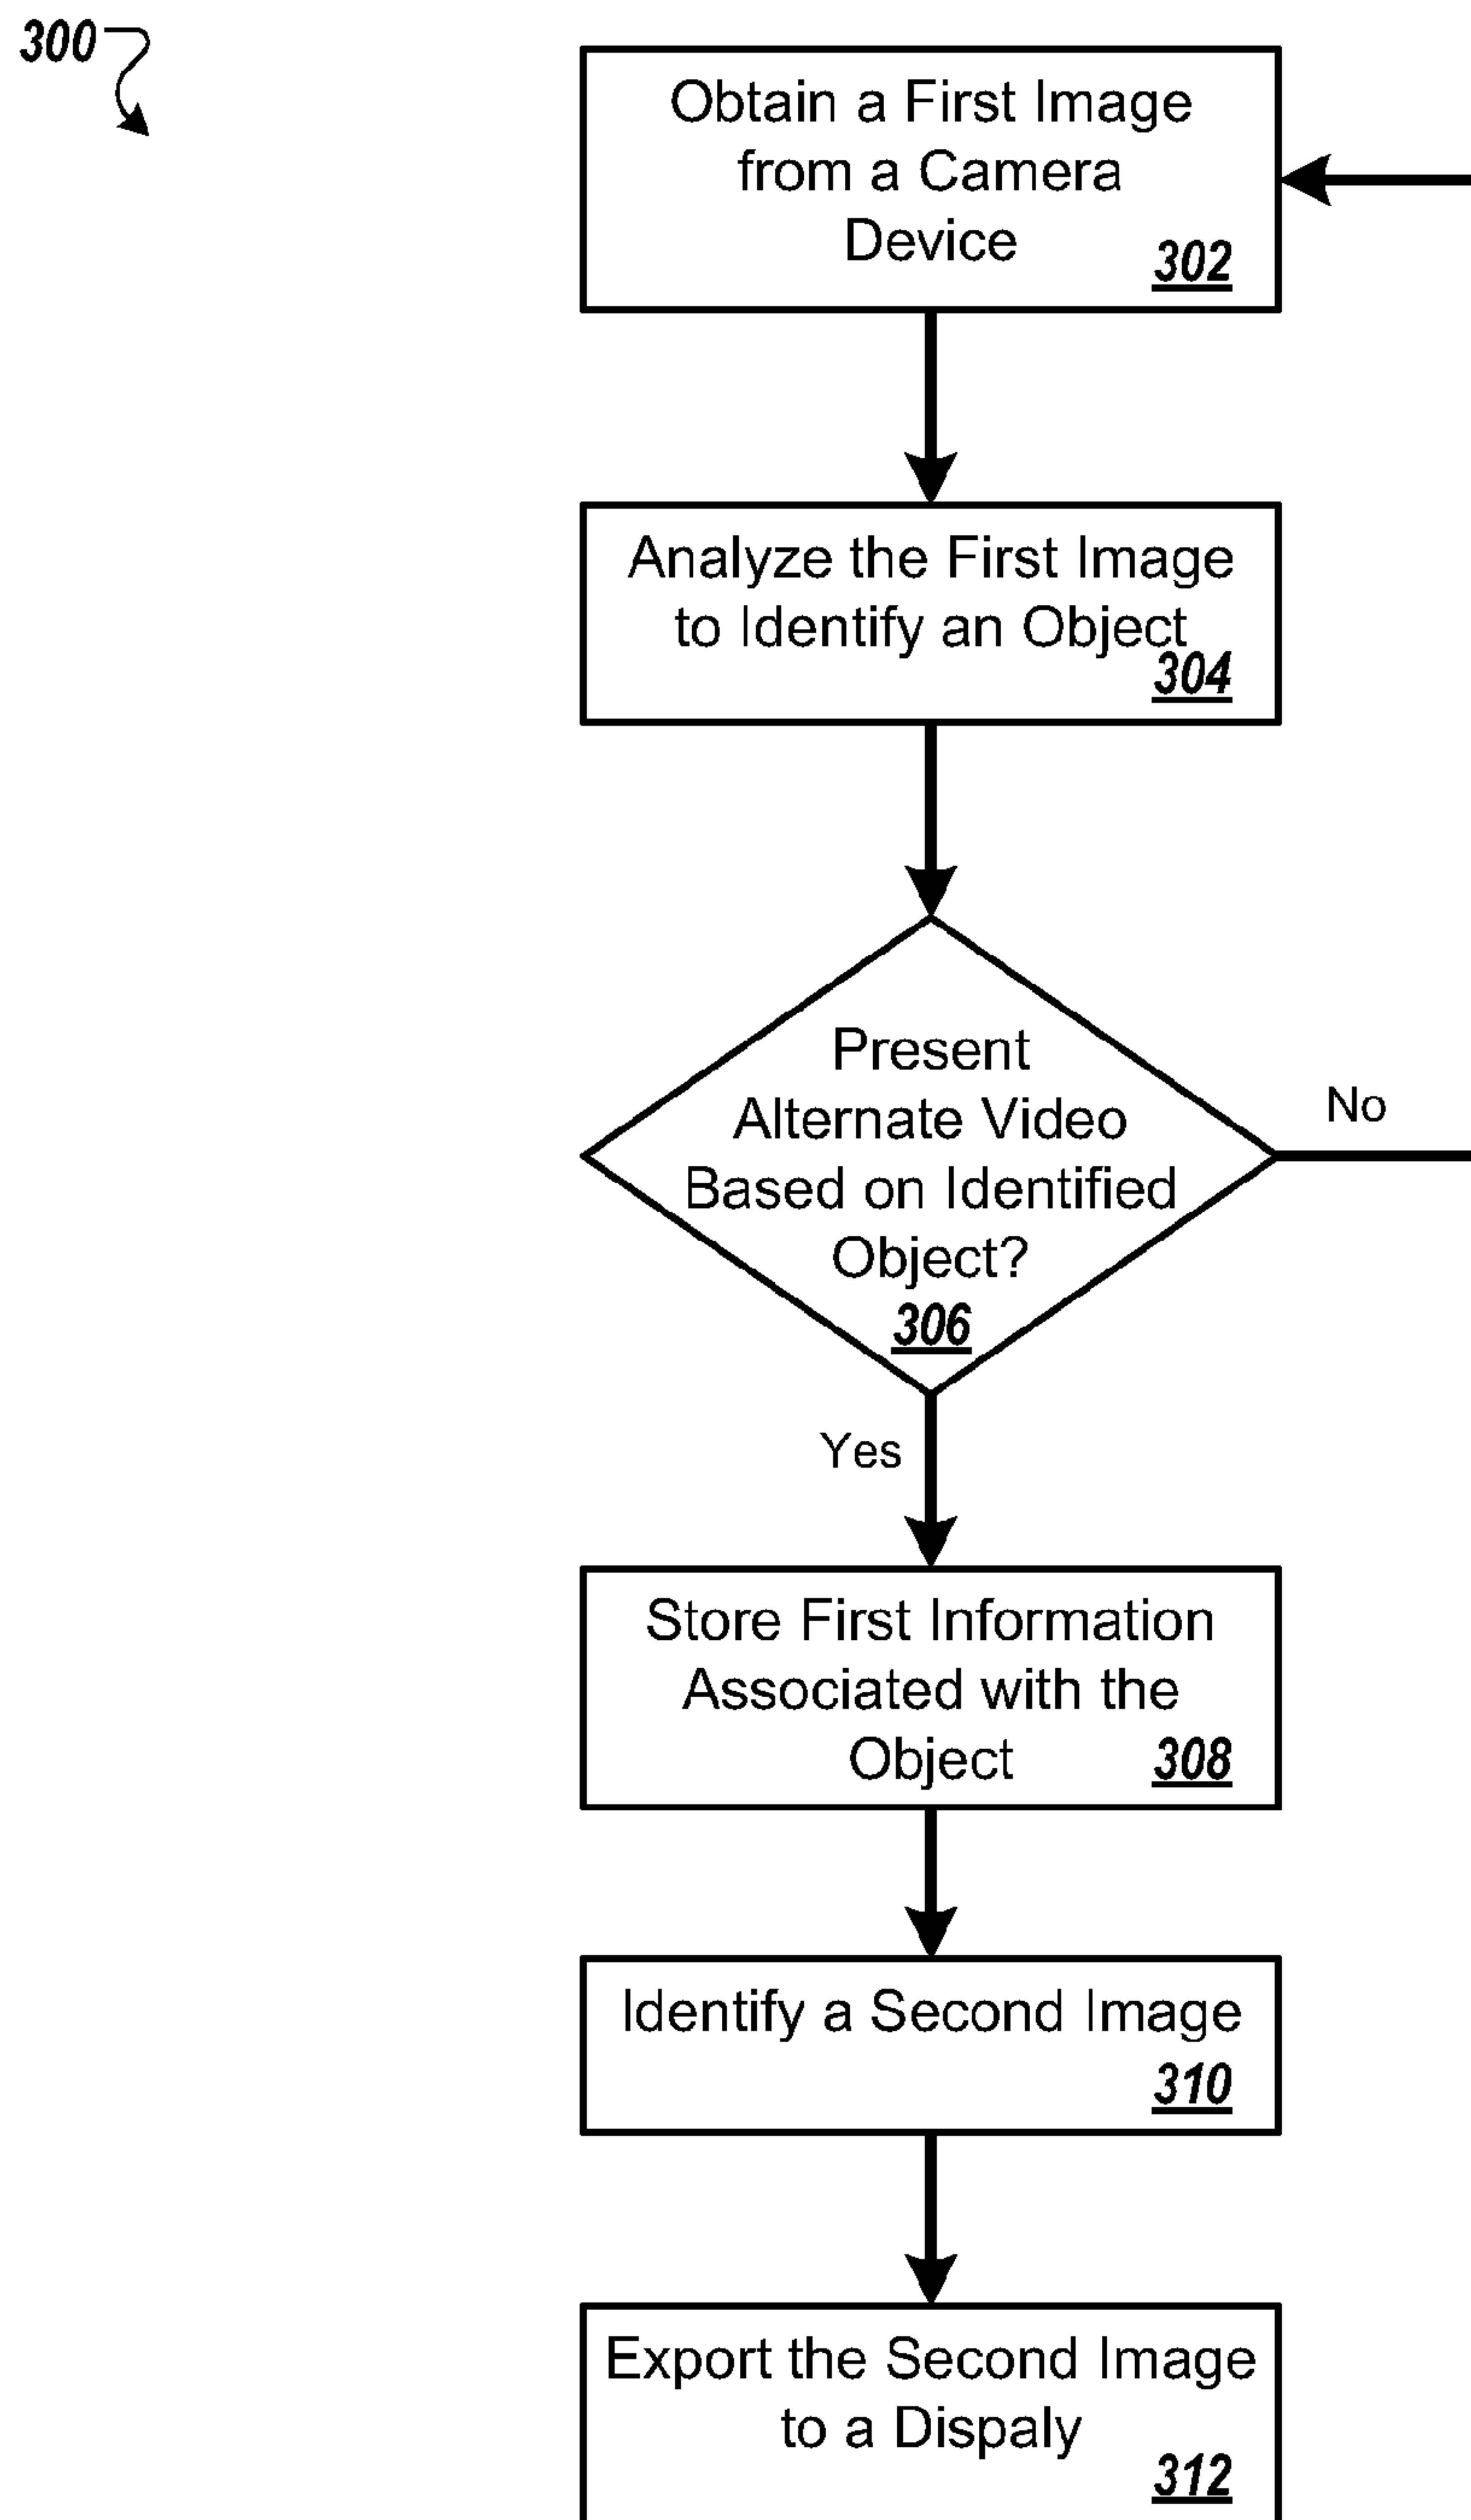 300
Obtain a First Image
from a Camera
Device
302
Analyze the First Image
to Identify an Object
304
Present
Alternate Video
Based on Identified
Object?
306
No
Yes
Store First Information
Associated with the
Object
308
Identify a Second Image
310
Export the Second Image
to a Dispaly
312